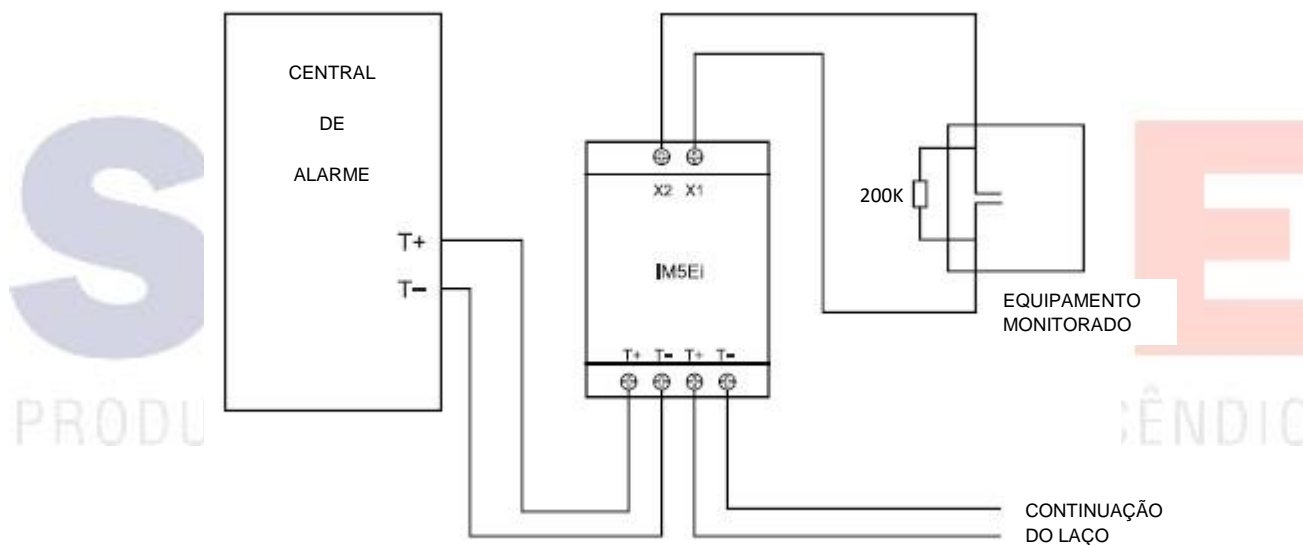 CENTRAL
DE
ALARME
T+
T-
X2 X1
IM5Ei
T+ T- T+ T-
200K
EQUIPAMENTO
MONITORADO
CONTINUAÇÃO
DO LAÇO
S
E
PRODU
ÊNDIO